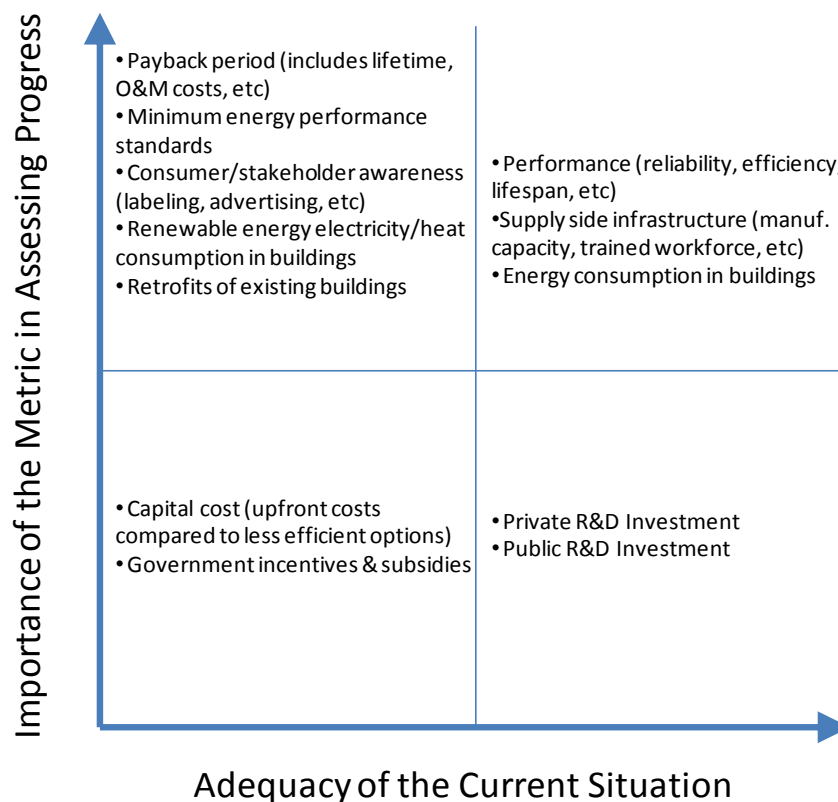 Importance of the Metric in Assessing Progress
• Payback period (includes lifetime,
O&M costs, etc)
• Minimum energy performance
standards
• Consumer/stakeholder awareness
(labeling, advertising, etc)
• Renewable energy electricity/heat
consumption in buildings
• Retrofits of existing buildings
• Performance (reliability, efficiency,
lifespan, etc)
•Supply side infrastructure (manuf.
capacity, trained workforce, etc)
• Energy consumption in buildings
• Capital cost (upfront costs
compared to less efficient options)
• Government incentives & subsidies
• Private R&D Investment
• Public R&D Investment
Adequacy of the Current Situation